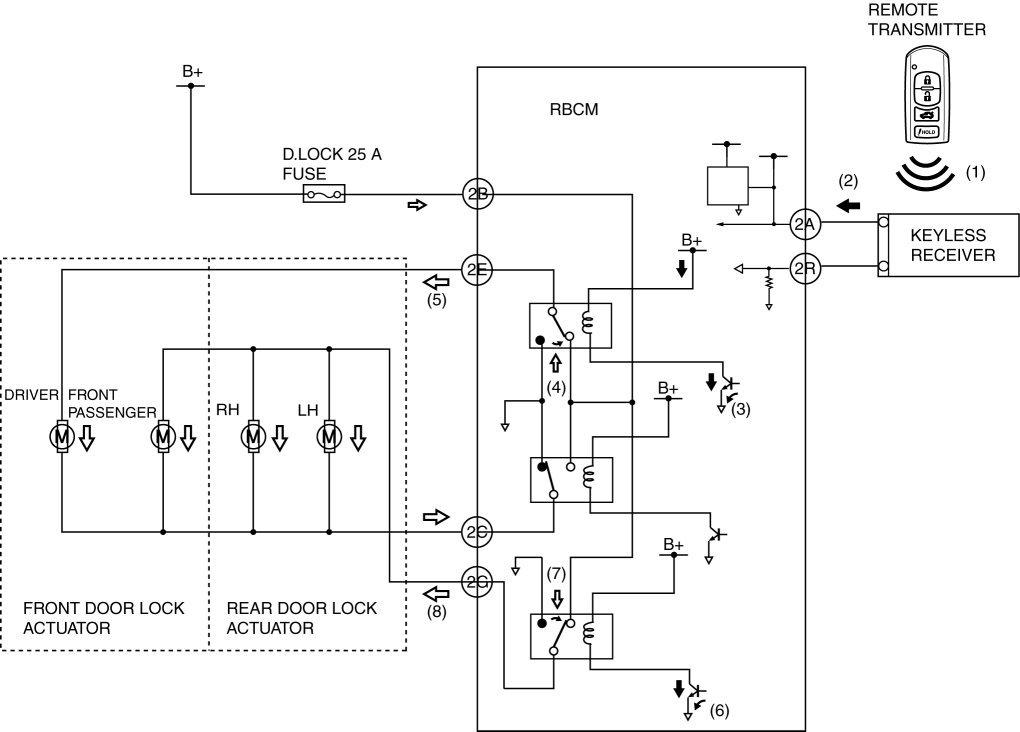 REMOTE
TRANSMITTER
B+
RBCM
D.LOCK 25 A
FUSE
HOLD
(1)
(2)
2B
2A
KEYLESS
RECEIVER
B+
2E
2R
(5)
(4)
B+
(3)
DRIVER
FRONT
PASSENGER
RH
LH
M
M
M
M
2C
B+
(7)
2G
(8)
FRONT DOOR LOCK
ACTUATOR
REAR DOOR LOCK
ACTUATOR
(6)